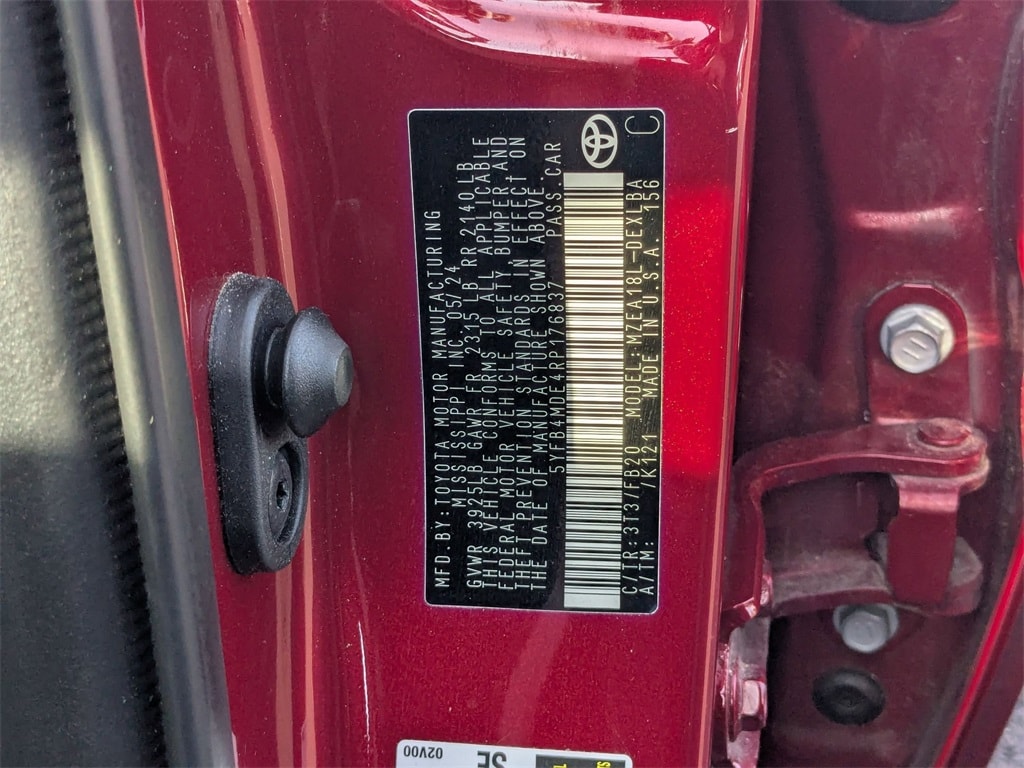 MFD.BY:TOYOTA MOTOR MANUFACTURING
MISSISSIPPI INC. 05/24
GVWR 3925LB GAWR FR 2315 LB RR 2140 LB
THIS VEHICLE CONFORMS TO ALL APPLICABLE
FEDERAL MOTOR VEHICLE SAFETY, BUMPER, AND
THEFT PREVENTION STANDARDS IN EFFECT ON
THE DATE OF MANUFACTURE SHOWN ABOVE
5YFB4MDE4RP176837 PASS.CAR
C/TR:3T3/FB20 MODEL:MZEA18L-DEXLBA
A/TM: /K121 MADE IN U.S.A. 156
C
02V00
SE